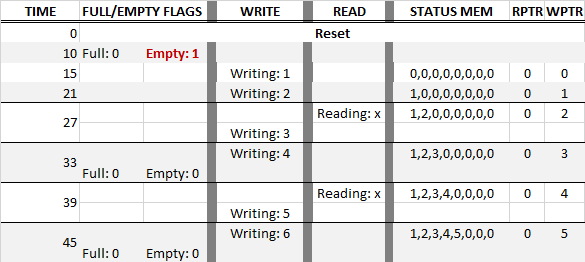 TIME FULL/EMPTY FLAGS WRITE READ STATUS MEM RPTR WPTR
0 Reset
10 Full: 0 Empty: 1
15 Writing: 1 0,0,0,0,0,0,0,0 0 0
21 Writing: 2 1,0,0,0,0,0,0,0 0 1
27 Reading: x 1,2,0,0,0,0,0,0 0 2
Writing: 3
33 Writing: 4 1,2,3,0,0,0,0,0 0 3
Full: 0 Empty: 0
39 Reading: x 1,2,3,4,0,0,0,0 0 4
Writing: 5
45 Writing: 6 1,2,3,4,5,0,0,0 0 5
Full: 0 Empty: 0